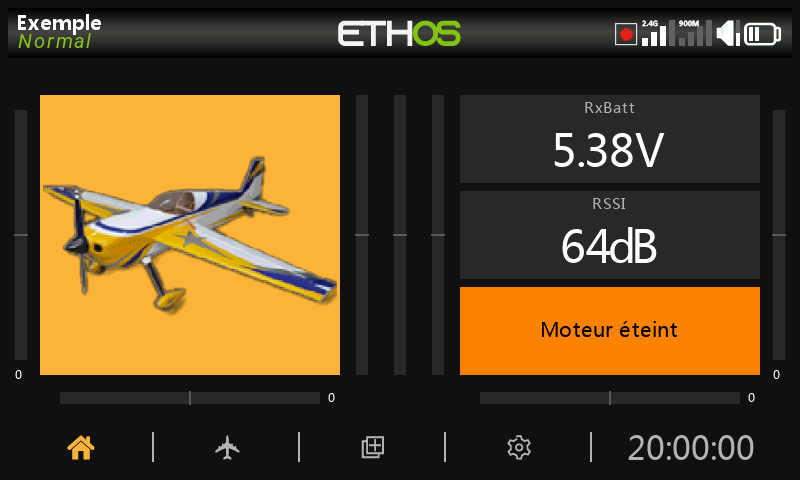 Exemple
Normal
ETHOS
2.4G
900M
RxBatt
5.38V
RSSI
64dB
Moteur éteint
0
0
0
0
20:00:00